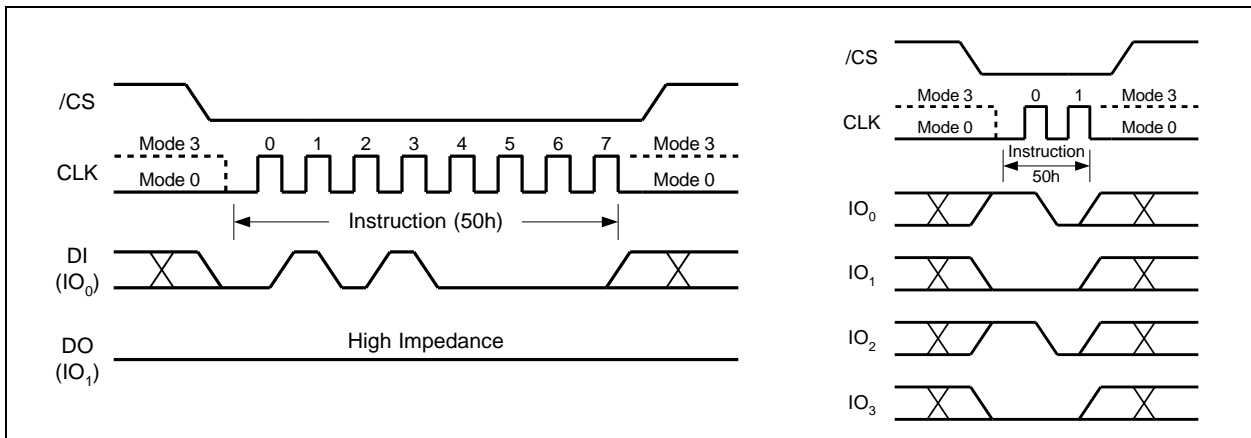 /CS
Mode 3 0 1 2 3 4 5 6 7 Mode 3
CLK
Mode 0 Mode 0
Instruction (50h)
DI
(IO0)
High Impedance
DO
(IO1)
/CS
Mode 3 0 1 Mode 3
CLK
Mode 0 Mode 0
Instruction
50h
IO0
IO1
IO2
IO3